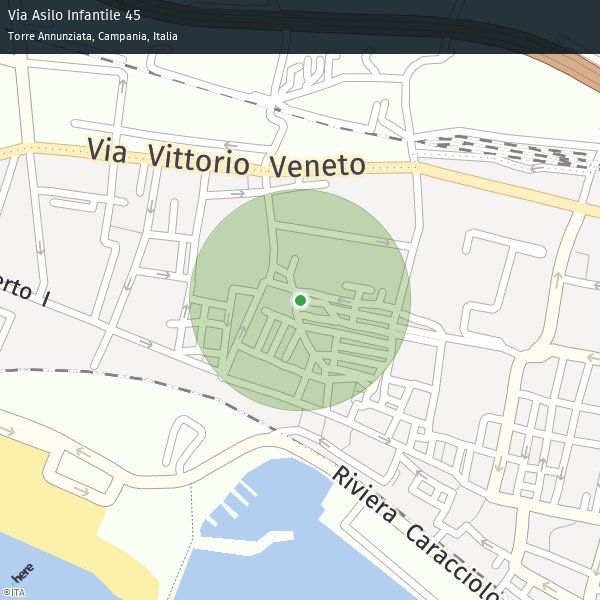 Via Asilo Infantile 45
Torre Annunziata, Campania, Italia
Via Vittorio Veneto
erto I
Riviera Caracciolo
here
©ITA